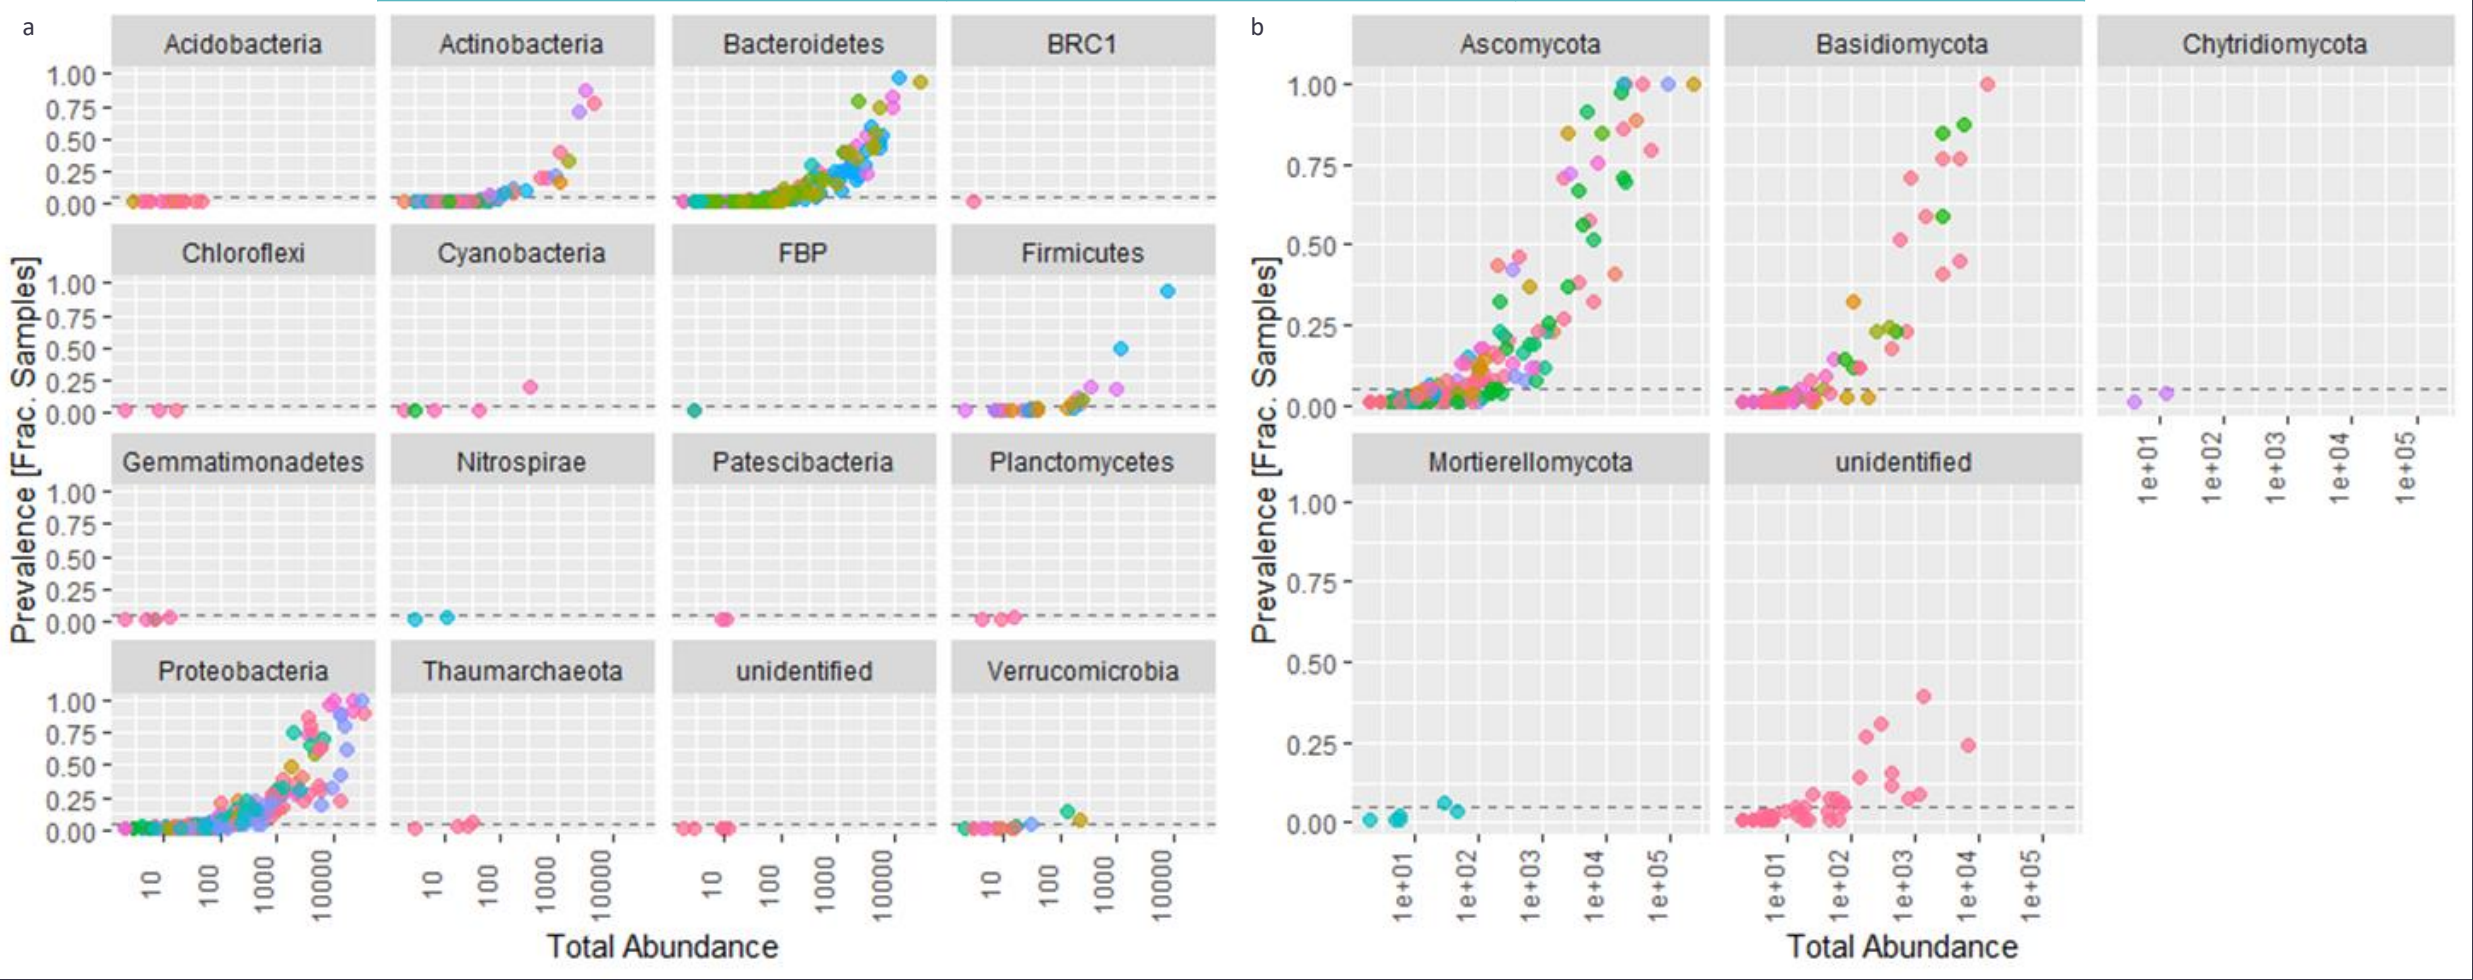 a
Acidobacteria Actinobacteria Bacteroidetes BRC1
1.00
0.75
0.50
0.25
0.00
Chloroflexi Cyanobacteria FBP Firmicutes
1.00
0.75
0.50
0.25
0.00
Gemmatimonadetes Nitrospirae Patescibacteria Planctomycetes
1.00
0.75
0.50
0.25
0.00
Proteobacteria Thaumarchaeota unidentified Verrucomicrobia
1.00
0.75
0.50
0.25
0.00
Prevalence [Frac. Samples]
10 100 1000 10000 10 100 1000 10000 10 100 1000 10000 10 100 1000 10000
Total Abundance
b
Ascomycota Basidiomycota Chytridiomycota
1.00
0.75
0.50
0.25
0.00
1e+01 1e+02 1e+03 1e+04 1e+05
Mortierellomycota unidentified
1.00
0.75
0.50
0.25
0.00
Prevalence [Frac. Samples]
1e+01 1e+02 1e+03 1e+04 1e+05 1e+01 1e+02 1e+03 1e+04 1e+05
Total Abundance